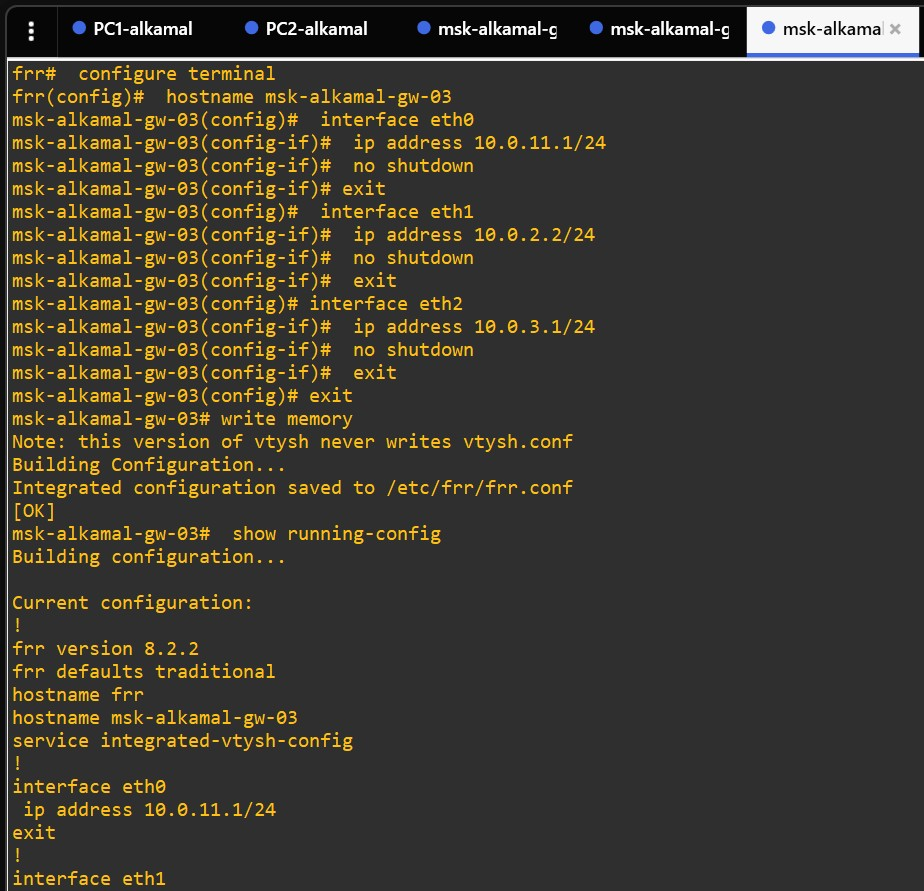 PC1-alkamal
PC2-alkamal
msk-alkamal-g
msk-alkamal-g
msk-alkamal
frr#  configure terminal
frr(config)#  hostname msk-alkamal-gw-03
msk-alkamal-gw-03(config)#  interface eth0
msk-alkamal-gw-03(config-if)#  ip address 10.0.11.1/24
msk-alkamal-gw-03(config-if)#  no shutdown
msk-alkamal-gw-03(config-if)# exit
msk-alkamal-gw-03(config)#  interface eth1
msk-alkamal-gw-03(config-if)#  ip address 10.0.2.2/24
msk-alkamal-gw-03(config-if)#  no shutdown
msk-alkamal-gw-03(config-if)#  exit
msk-alkamal-gw-03(config)# interface eth2
msk-alkamal-gw-03(config-if)#  ip address 10.0.3.1/24
msk-alkamal-gw-03(config-if)#  no shutdown
msk-alkamal-gw-03(config-if)#  exit
msk-alkamal-gw-03(config)# exit
msk-alkamal-gw-03# write memory
Note: this version of vtysh never writes vtysh.conf
Building Configuration...
Integrated configuration saved to /etc/frr/frr.conf
[OK]
msk-alkamal-gw-03#  show running-config
Building configuration...
Current configuration:
!
frr version 8.2.2
frr defaults traditional
hostname frr
hostname msk-alkamal-gw-03
service integrated-vtysh-config
!
interface eth0
 ip address 10.0.11.1/24
exit
!
interface eth1